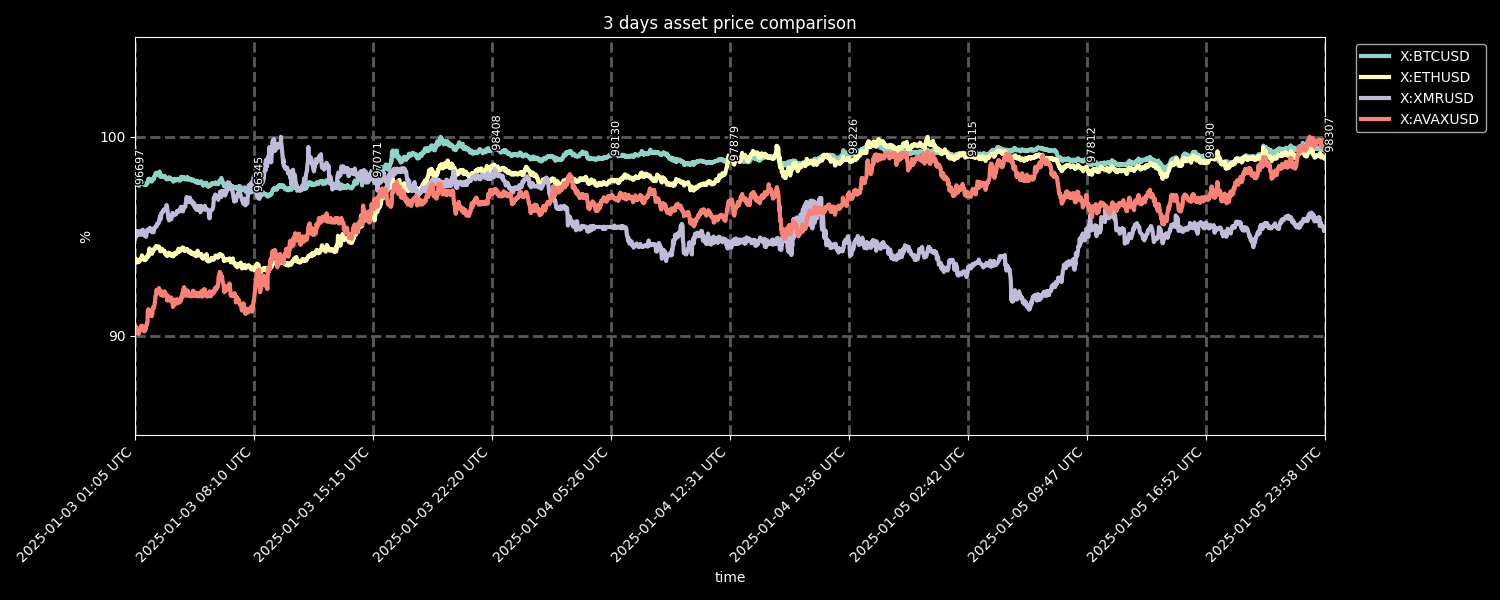 3 days asset price comparison
X:BTCUSD
X:ETHUSD
X:XMRUSD
X:AVAXUSD
100
90
%
96697
96345
97071
98408
98130
97879
98226
98115
97812
98030
98307
2025-01-03 01:05 UTC
2025-01-03 08:10 UTC
2025-01-03 15:15 UTC
2025-01-03 22:20 UTC
2025-01-04 05:26 UTC
2025-01-04 12:31 UTC
2025-01-04 19:36 UTC
2025-01-05 02:42 UTC
2025-01-05 09:47 UTC
2025-01-05 16:52 UTC
2025-01-05 23:58 UTC
time